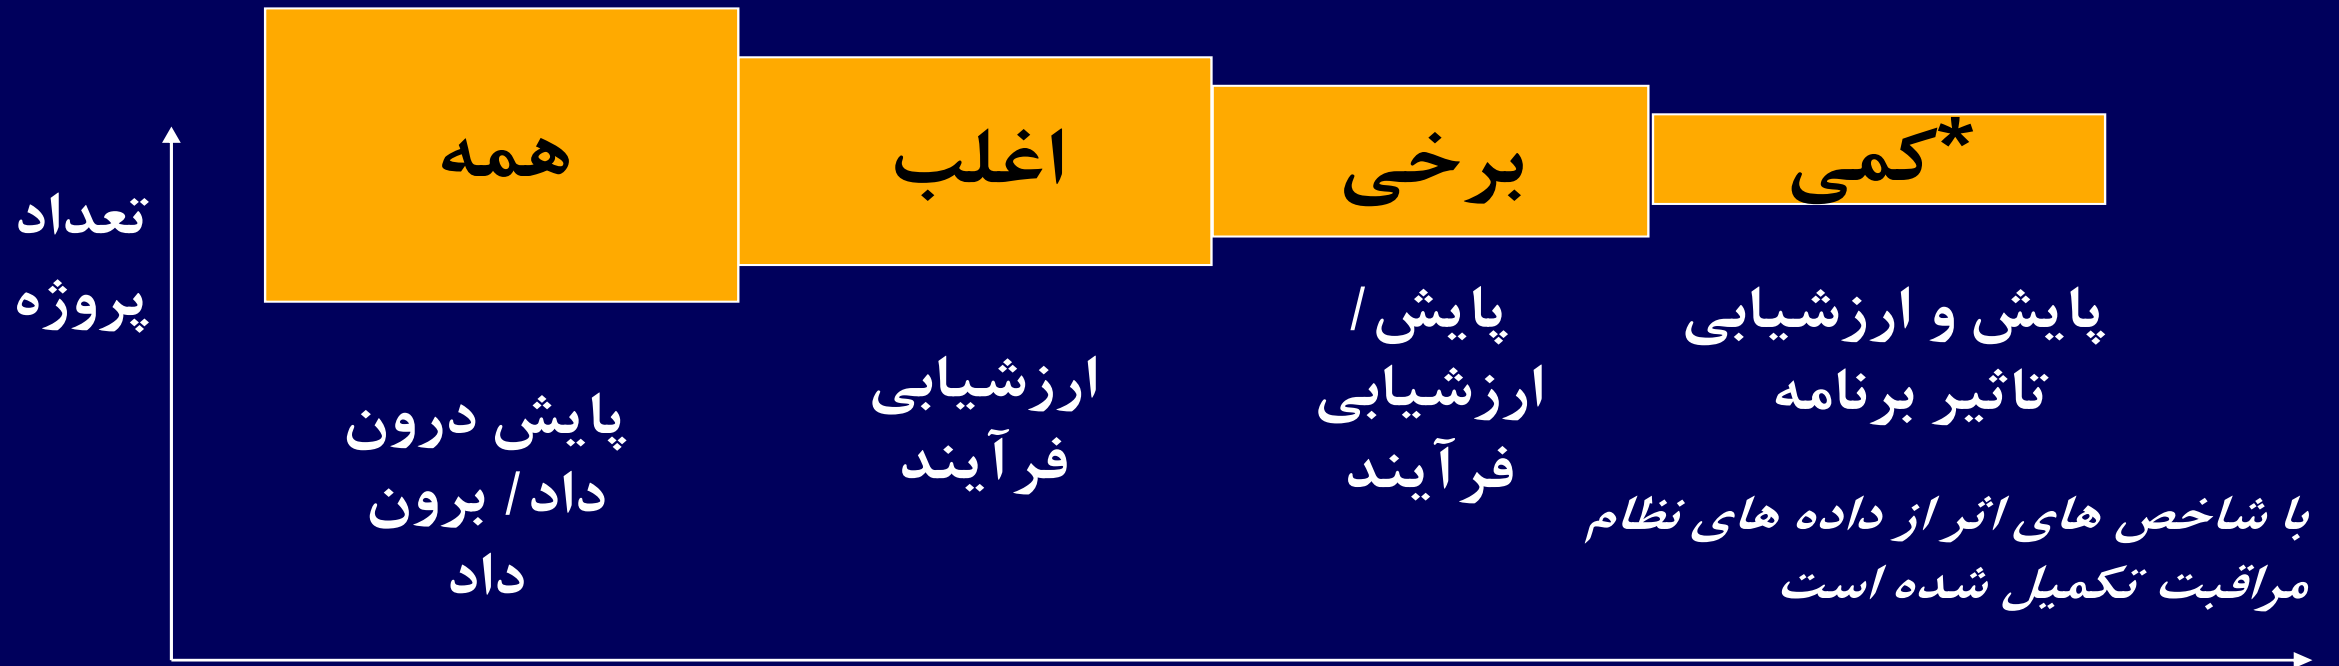 تعداد
پروژه
همه
اغلب
برخی
*کمی
پایش درون
داد/ برون
داد
ارزشیابی
فرآیند
پایش/
ارزشیابی
فرآیند
پایش و ارزشیابی
تاثیر برنامه
با شاخص های اثر از داده های نظام
مراقبت تکمیل شده است